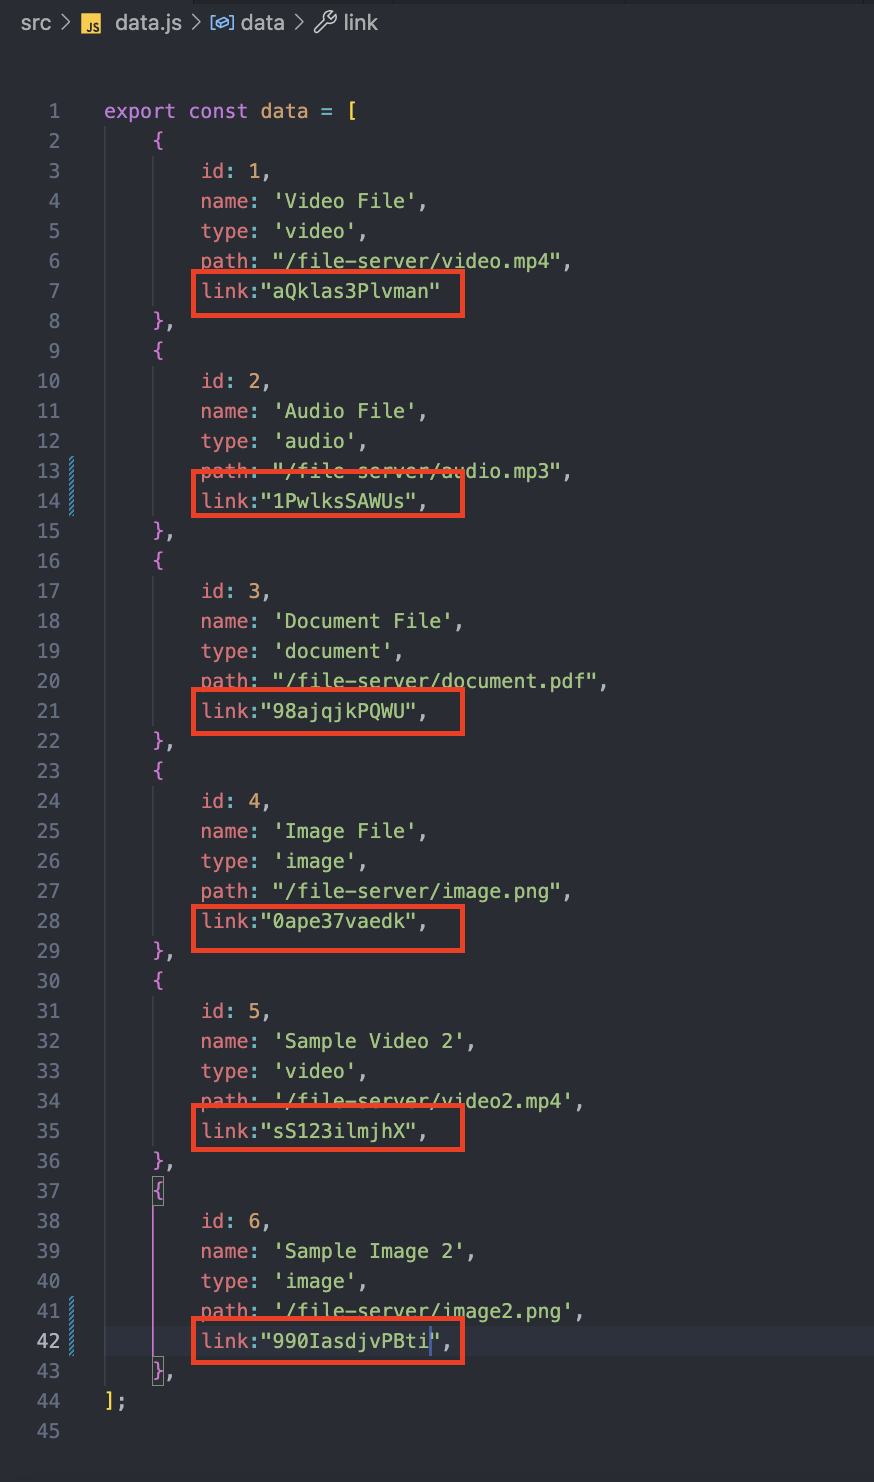 src > JS data.js > data > link
1 export const data = [
2 {
3 id: 1,
4 name: 'Video File',
5 type: 'video',
6 path: "/file-server/video.mp4",
7 link:"aQklas3Plvman"
8 },
9 {
10 id: 2,
11 name: 'Audio File',
12 type: 'audio',
13 path: "/file-server/audio.mp3",
14 link:"1PwlksSAWUs",
15 },
16 {
17 id: 3,
18 name: 'Document File',
19 type: 'document',
20 path: "/file-server/document.pdf",
21 link:"98ajqjkPQWU",
22 },
23 {
24 id: 4,
25 name: 'Image File',
26 type: 'image',
27 path: "/file-server/image.png",
28 link:"0ape37vaedk",
29 },
30 {
31 id: 5,
32 name: 'Sample Video 2',
33 type: 'video',
34 path: '/file-server/video2.mp4',
35 link:"sS123ilmjhX",
36 },
37 {
38 id: 6,
39 name: 'Sample Image 2',
40 type: 'image',
41 path: '/file-server/image2.png',
42 link:"990IasdjvPBti",
43 },
44 ];
45